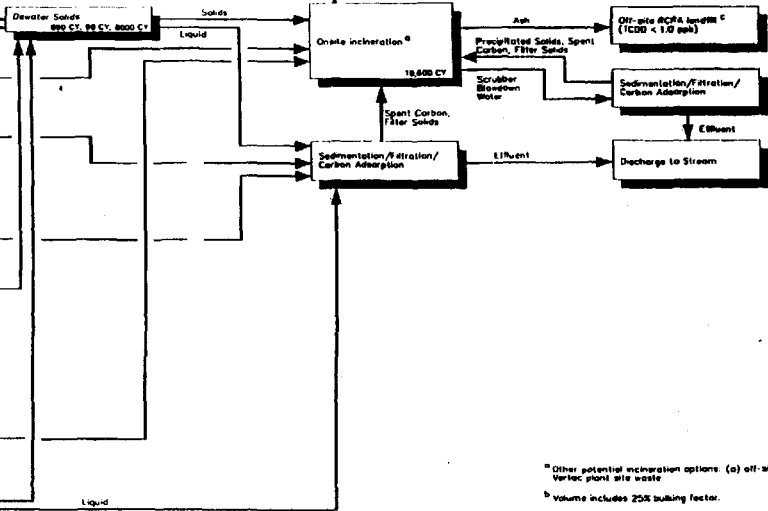 Dewater Solids
890 CY, 99 CY, 8000 CY
Solids
Liquid
Onsite incineration a
18,600 CY
Ash
Off-site RCRA landfill c
(TCDD < 1.0 ppb)
Precipitated Solids, Spent
Carbon, Filter Solids
Scrubber
Blowdown
Water
Sedimentation/Filtration/
Carbon Adsorption
Effluent
Spent Carbon,
Filter Solids
Sedimentation/Filtration/
Carbon Adsorption
Effluent
Discharge to Stream
Liquid
a Other potential incineration options: (a) off-
Vertac plant site waste
b Volume includes 25% bulking factor.